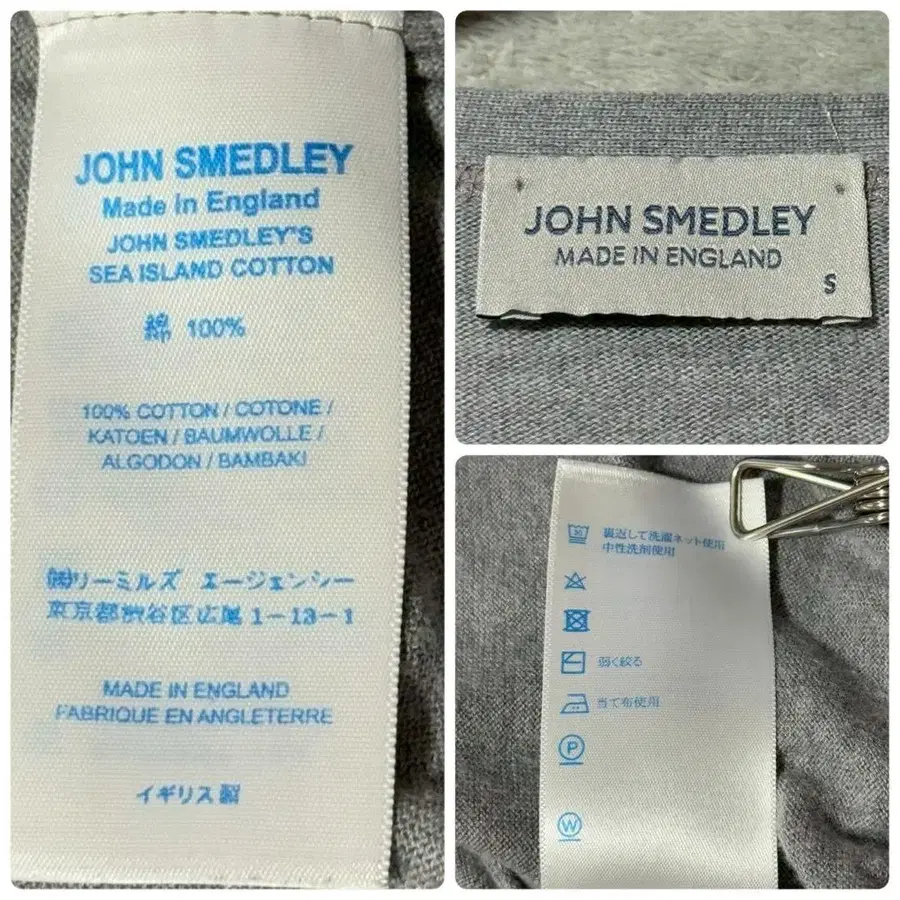 JOHN SMEDLEY
Made in England
JOHN SMEDLEY'S
SEA ISLAND COTTON
綿 100%
100% COTTON / COTONE /
KATOEN / BAUMWOLLE /
ALGODON / BAMBAKI
㈱リーミルズ エージェンシー
東京都渋谷区広尾 1-13-1
MADE IN ENGLAND
FABRIQUE EN ANGLETERRE
イギリス製
JOHN SMEDLEY
MADE IN ENGLAND
S
30
裏返して洗濯ネット使用
中性洗剤使用
弱く絞る
当て布使用
P
W